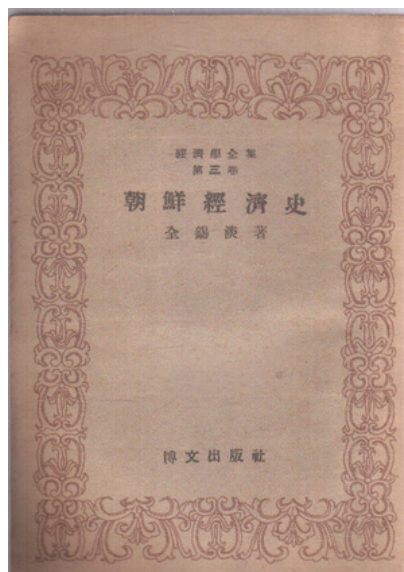 經濟學全集
第三卷
朝鮮經濟史
全錫淡著
博文出版社